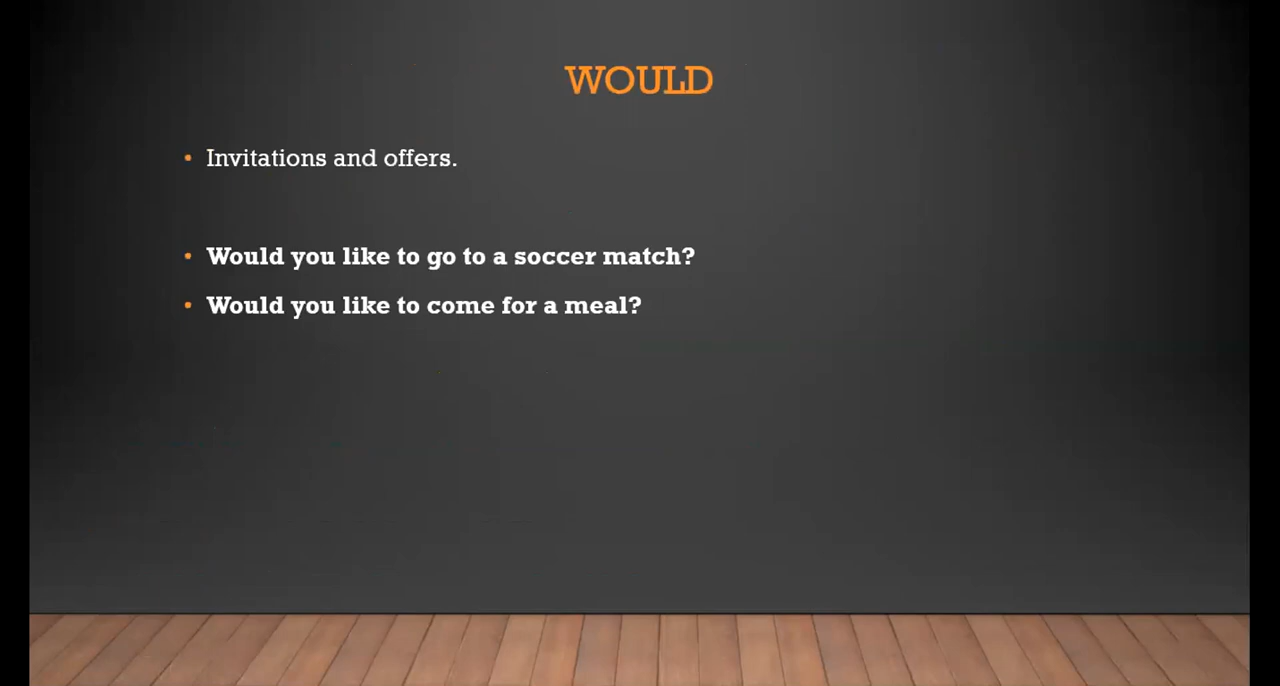 WOULD
Invitations and offers.
Would you like to go to a soccer match?
Would you like to come for a meal?